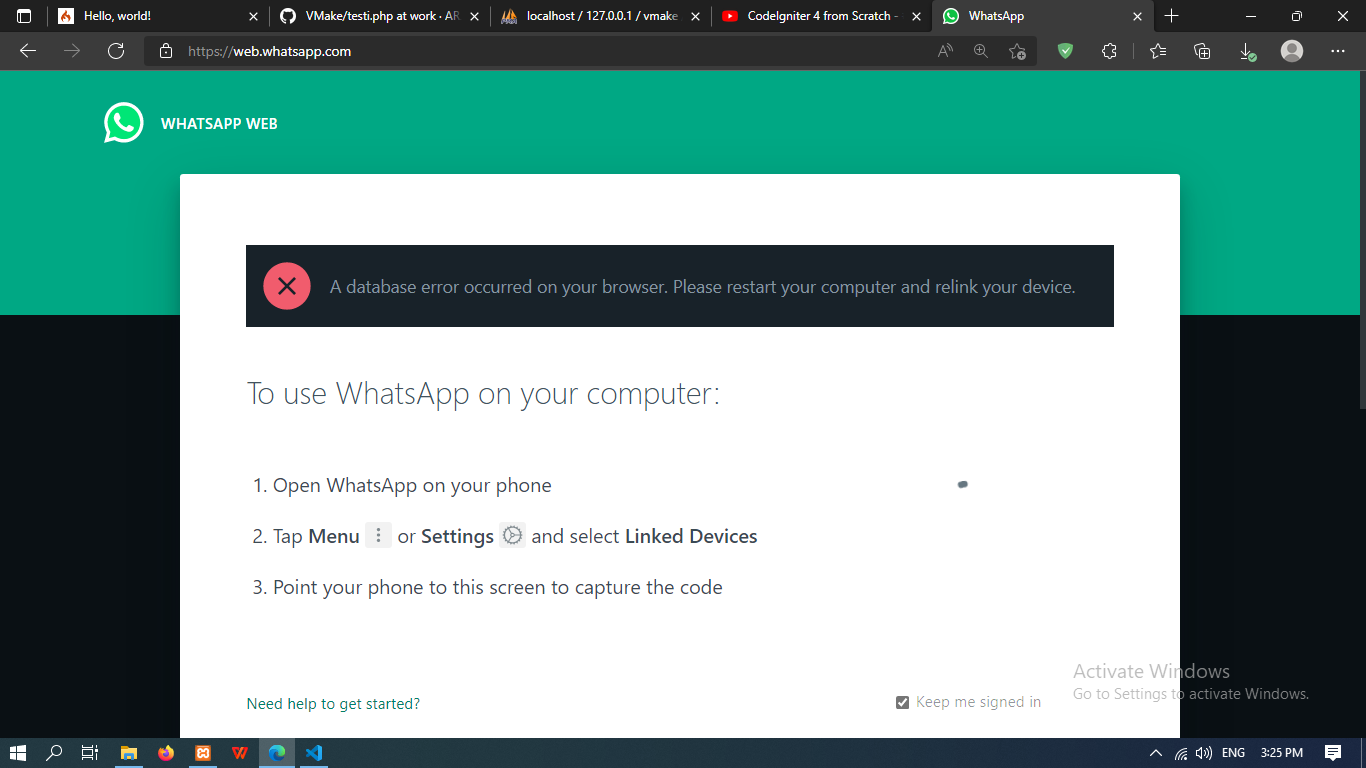 Hello, world!
VMake/testi.php at work · AR
localhost / 127.0.0.1 / vmake
CodeIgniter 4 from Scratch -
WhatsApp
https://web.whatsapp.com
WHATSAPP WEB
A database error occurred on your browser. Please restart your computer and relink your device.
To use WhatsApp on your computer:
1. Open WhatsApp on your phone
2. Tap Menu or Settings and select Linked Devices
3. Point your phone to this screen to capture the code
Need help to get started?
Keep me signed in
Activate Windows
Go to Settings to activate Windows.
ENG
3:25 PM